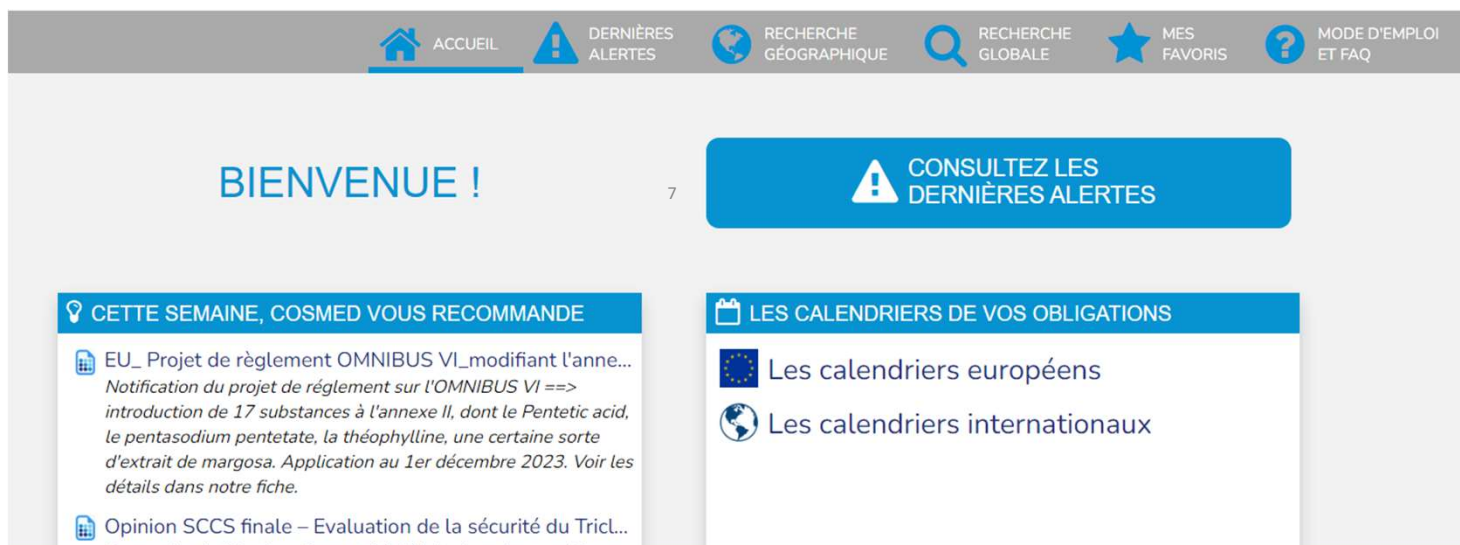 ACCUEIL
DERNIÈRES
ALERTES
RECHERCHE
GÉOGRAPHIQUE
RECHERCHE
GLOBALE
MES
FAVORIS
MODE D'EMPLOI
ET FAQ
BIENVENUE !
7
CONSULTEZ LES
DERNIÈRES ALERTES
CETTE SEMAINE, COSMED VOUS RECOMMANDE
EU_ Projet de règlement OMNIBUS VI_modifiant l'anne...
Notification du projet de réglement sur l'OMNIBUS VI ==>
introduction de 17 substances à l'annexe II, dont le Pentetic acid,
le pentasodium pentetate, la théophylline, une certaine sorte
d'extrait de margosa. Application au 1er décembre 2023. Voir les
détails dans notre fiche.
Opinion SCCS finale – Evaluation de la sécurité du Tricl...
LES CALENDRIERS DE VOS OBLIGATIONS
Les calendriers européens
Les calendriers internationaux